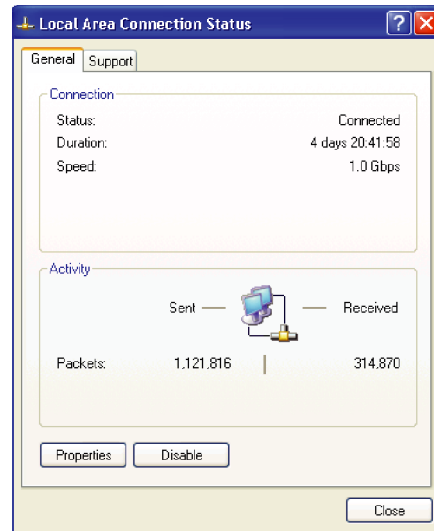 Local Area Connection Status
General Support
Connection
Status: Connected
Duration: 4 days 20:41:58
Speed: 1.0 Gbps
Activity
Sent Received
Packets: 1,121,816 314,870
Properties Disable
Close